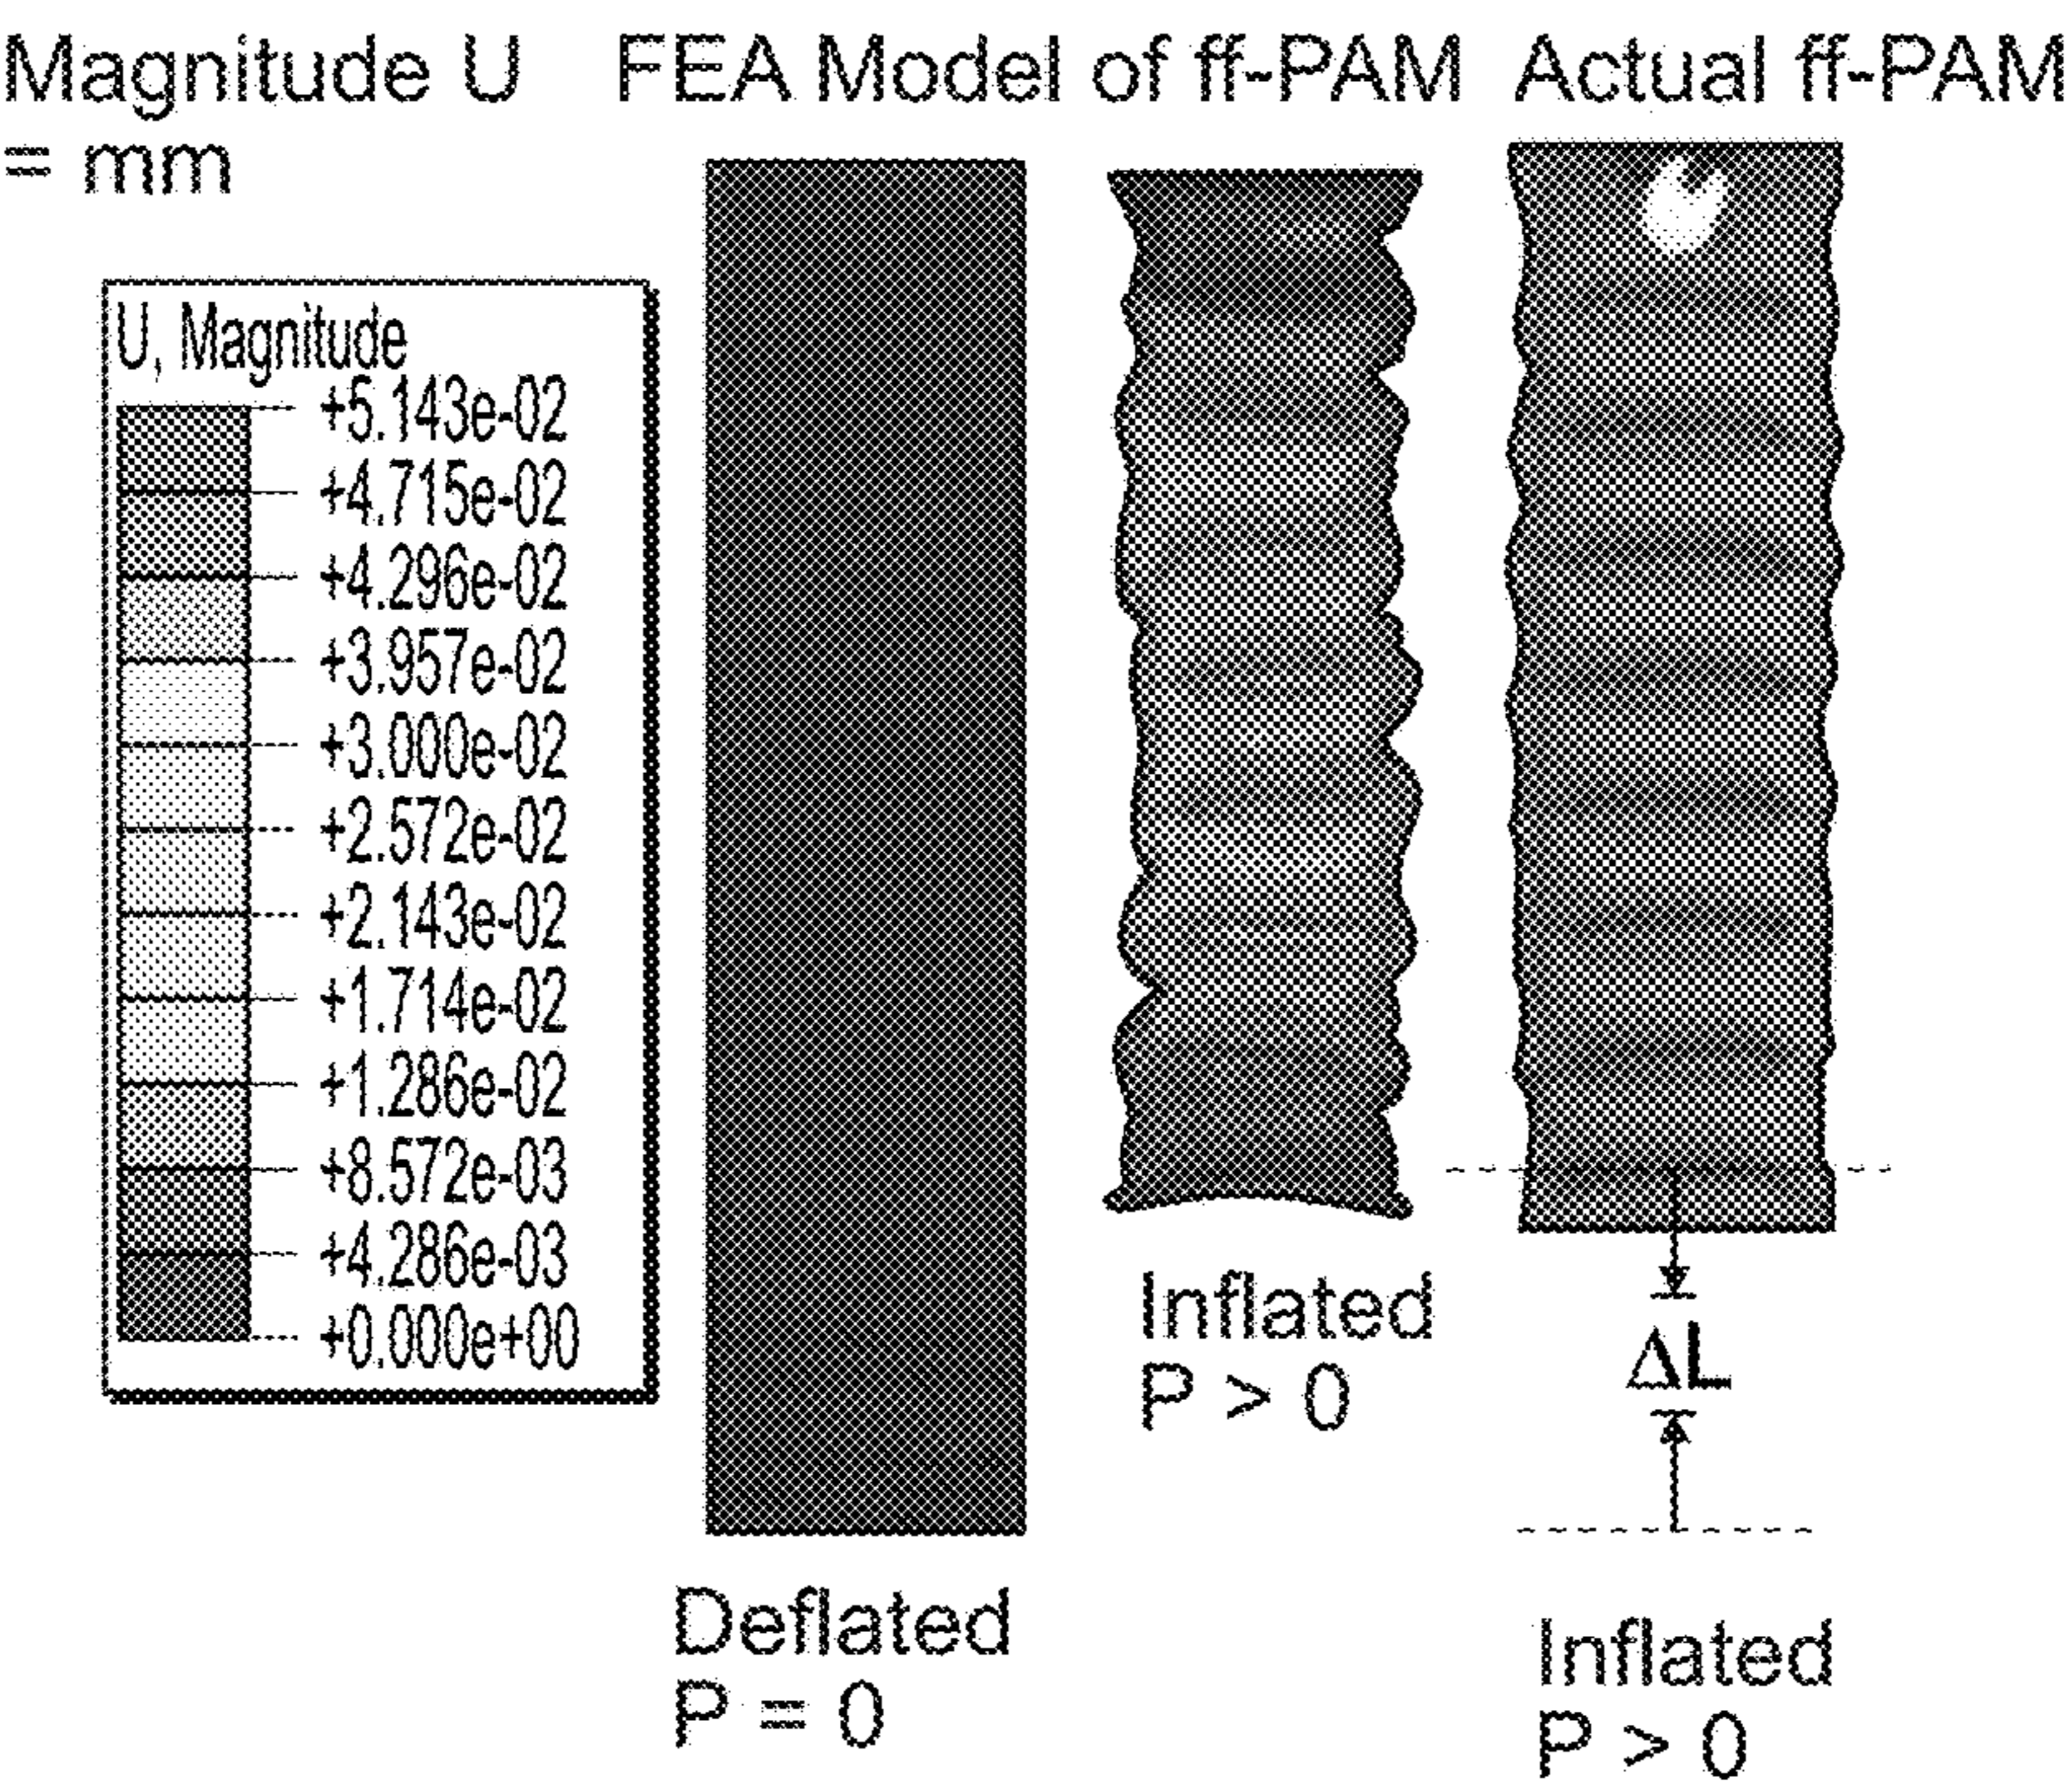 Magnitude U
= mm
FEA Model of ff-PAM
Actual ff-PAM
U, Magnitude
+5.143e-02
+4.715e-02
+4.296e-02
+3.957e-02
+3.000e-02
+2.572e-02
+2.143e-02
+1.714e-02
+1.286e-02
+8.572e-03
+4.286e-03
+0.000e+00
Deflated
P = 0
Inflated
P > 0
ΔL
Inflated
P > 0